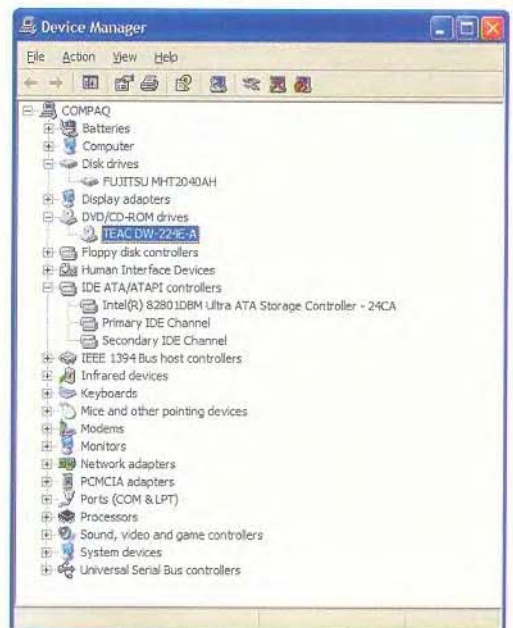 Device Manager
File Action View Help
COMPAQ
Batteries
Computer
Disk drives
FUJITSU MHT2040AH
Display adapters
DVD/CD-ROM drives
TEAC DW-224E-A
Floppy disk controllers
Human Interface Devices
IDE ATA/ATAPI controllers
Intel(R) 82801DBM Ultra ATA Storage Controller - 24CA
Primary IDE Channel
Secondary IDE Channel
IEEE 1394 Bus host controllers
Infrared devices
Keyboards
Mice and other pointing devices
Modems
Monitors
Network adapters
PCMCIA adapters
Ports (COM & LPT)
Processors
Sound, video and game controllers
System devices
Universal Serial Bus controllers